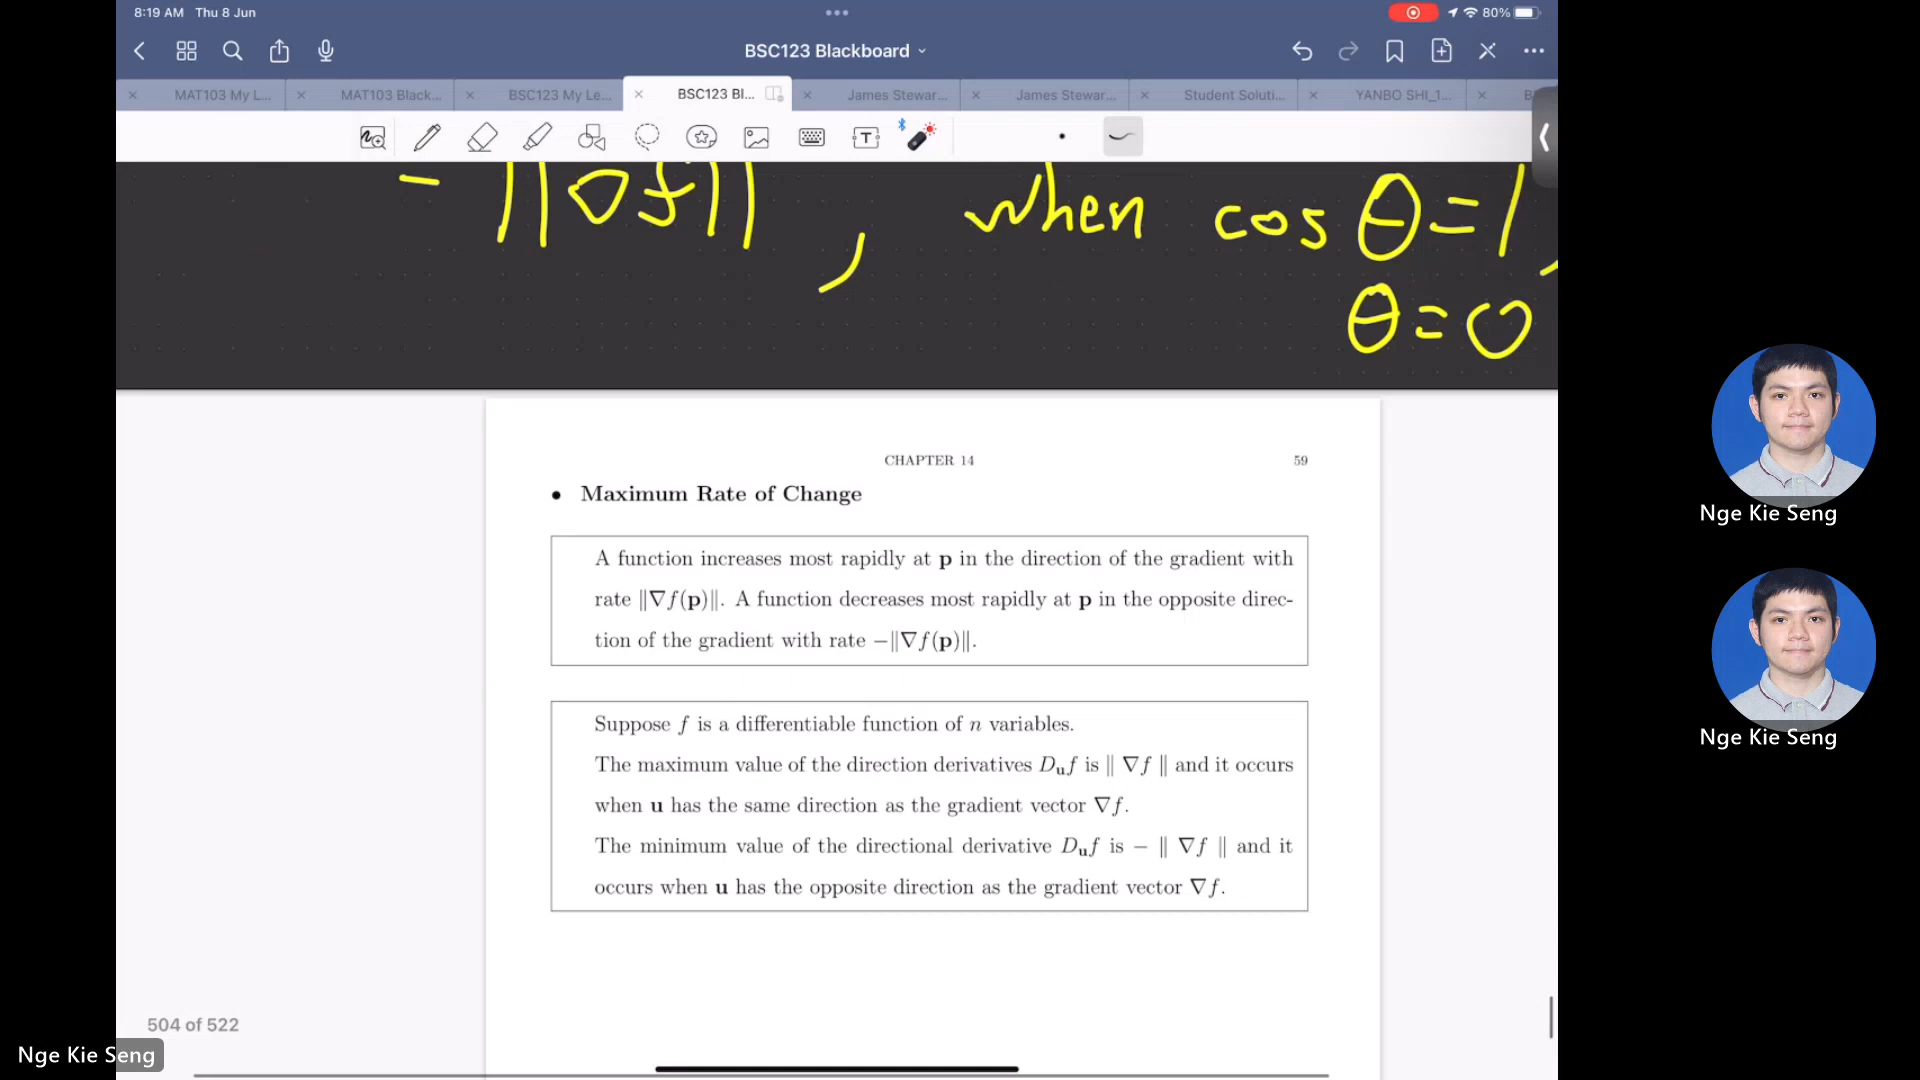 8:19 AM Thu 8 Jun
80%
BSC123 Blackboard
MAT103 My L...
MAT103 Black...
BSC123 My Le...
BSC123 Bl...
James Stewar...
James Stewar...
Student Soluti...
YANBO SHI_1...
T
- ||∇f|| , when cos θ=1,
θ=0
CHAPTER 14 59
• Maximum Rate of Change
A function increases most rapidly at p in the direction of the gradient with
rate ‖∇f(p)‖. A function decreases most rapidly at p in the opposite direc-
tion of the gradient with rate −‖∇f(p)‖.
Suppose f is a differentiable function of n variables.
The maximum value of the direction derivatives Duf is ‖ ∇f ‖ and it occurs
when u has the same direction as the gradient vector ∇f.
The minimum value of the directional derivative Duf is − ‖ ∇f ‖ and it
occurs when u has the opposite direction as the gradient vector ∇f.
504 of 522
Nge Kie Seng
Nge Kie Seng
Nge Kie Seng